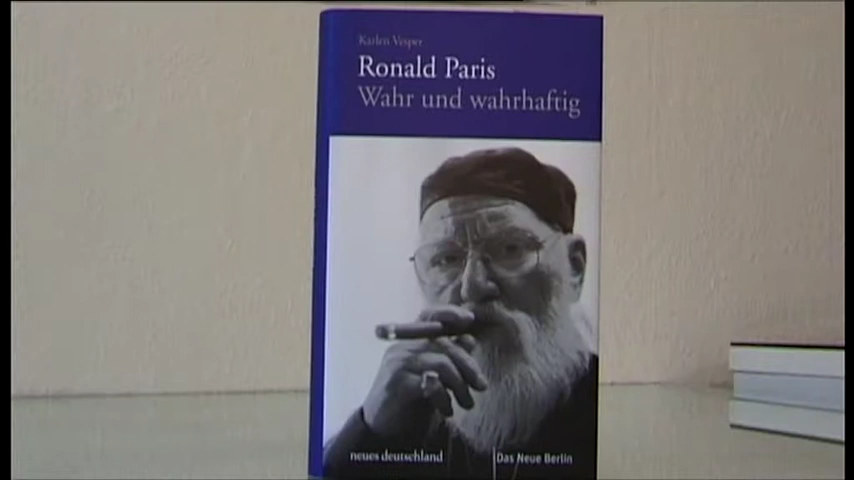 Karlen Vesper
Ronald Paris
Wahr und wahrhaftig
neues deutschland
Das Neue Berlin